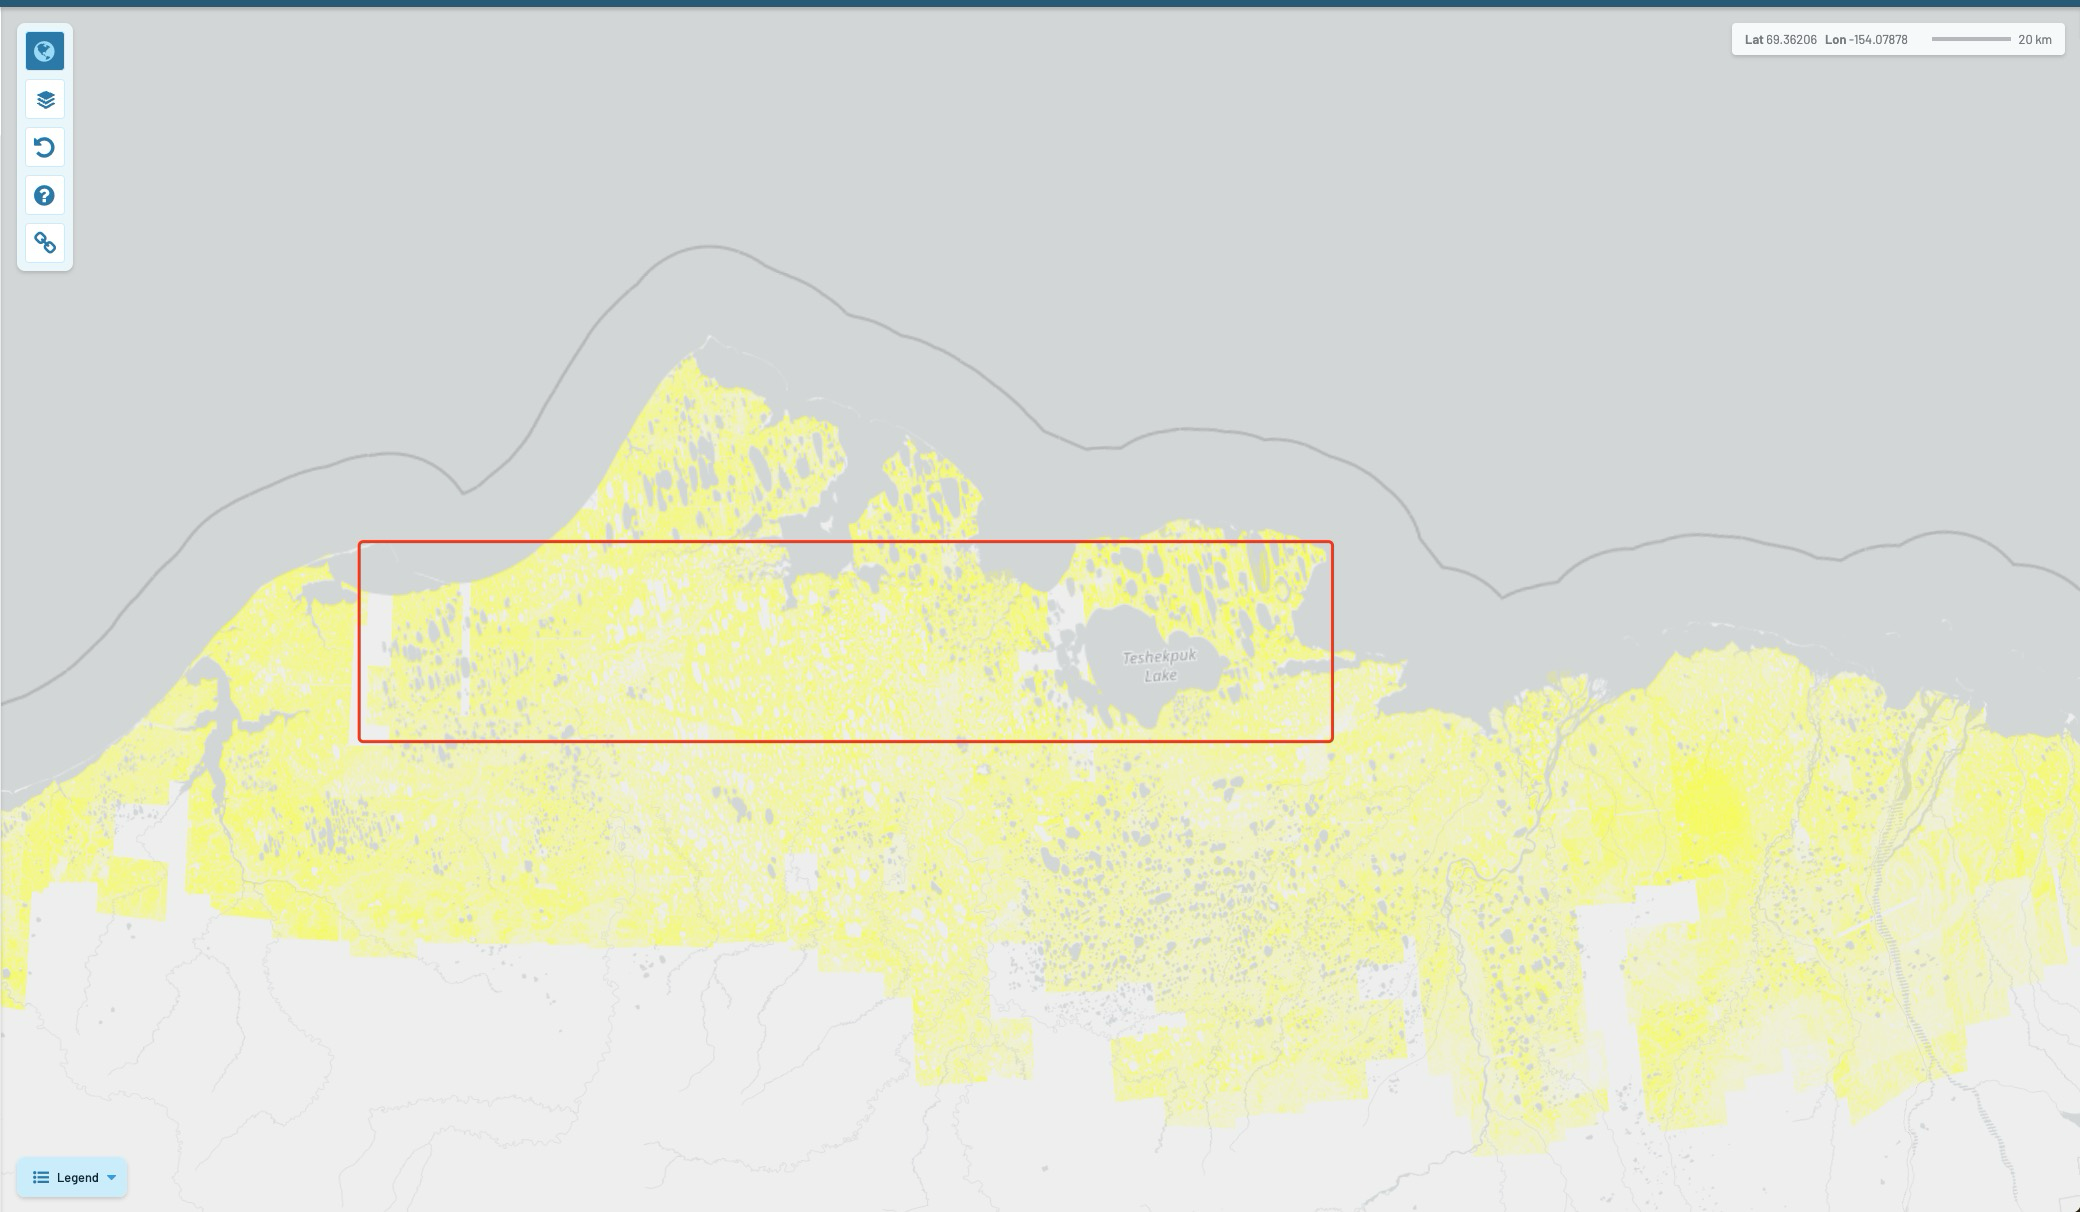 Lat 69.36206 Lon -154.07878 20 km
Teshekpuk
Lake
Legend